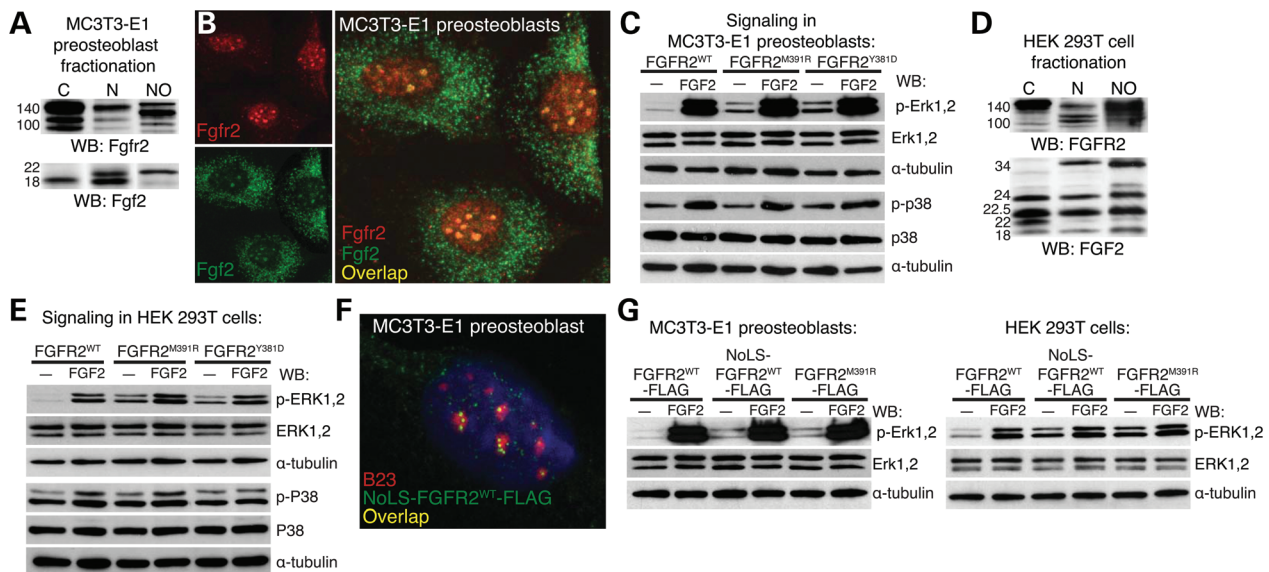 A
MC3T3-E1
preosteoblast
fractionation
C N NO
140
100
WB: Fgfr2
22
18
WB: Fgf2
B
Fgfr2
Fgf2
MC3T3-E1 preosteoblasts
Fgfr2
Fgf2
Overlap
C
Signaling in
MC3T3-E1 preosteoblasts:
FGFR2WT FGFR2M391R FGFR2Y381D
— FGF2 — FGF2 — FGF2 WB:
p-Erk1,2
Erk1,2
α-tubulin
p-p38
p38
α-tubulin
D
HEK 293T cell
fractionation
C N NO
140
100
WB: FGFR2
34
24
22.5
22
18
WB: FGF2
E
Signaling in HEK 293T cells:
FGFR2WT FGFR2M391R FGFR2Y381D
— FGF2 — FGF2 — FGF2 WB:
p-ERK1,2
ERK1,2
α-tubulin
p-P38
P38
α-tubulin
F
MC3T3-E1 preosteoblast
B23
NoLS-FGFR2WT-FLAG
Overlap
G
MC3T3-E1 preosteoblasts:
NoLS-
FGFR2WT FGFR2WT FGFR2M391R
-FLAG -FLAG -FLAG
— FGF2 — FGF2 — FGF2 WB:
p-Erk1,2
Erk1,2
α-tubulin
HEK 293T cells:
NoLS-
FGFR2WT FGFR2WT FGFR2M391R
-FLAG -FLAG -FLAG
— FGF2 — FGF2 — FGF2 WB:
p-ERK1,2
ERK1,2
α-tubulin